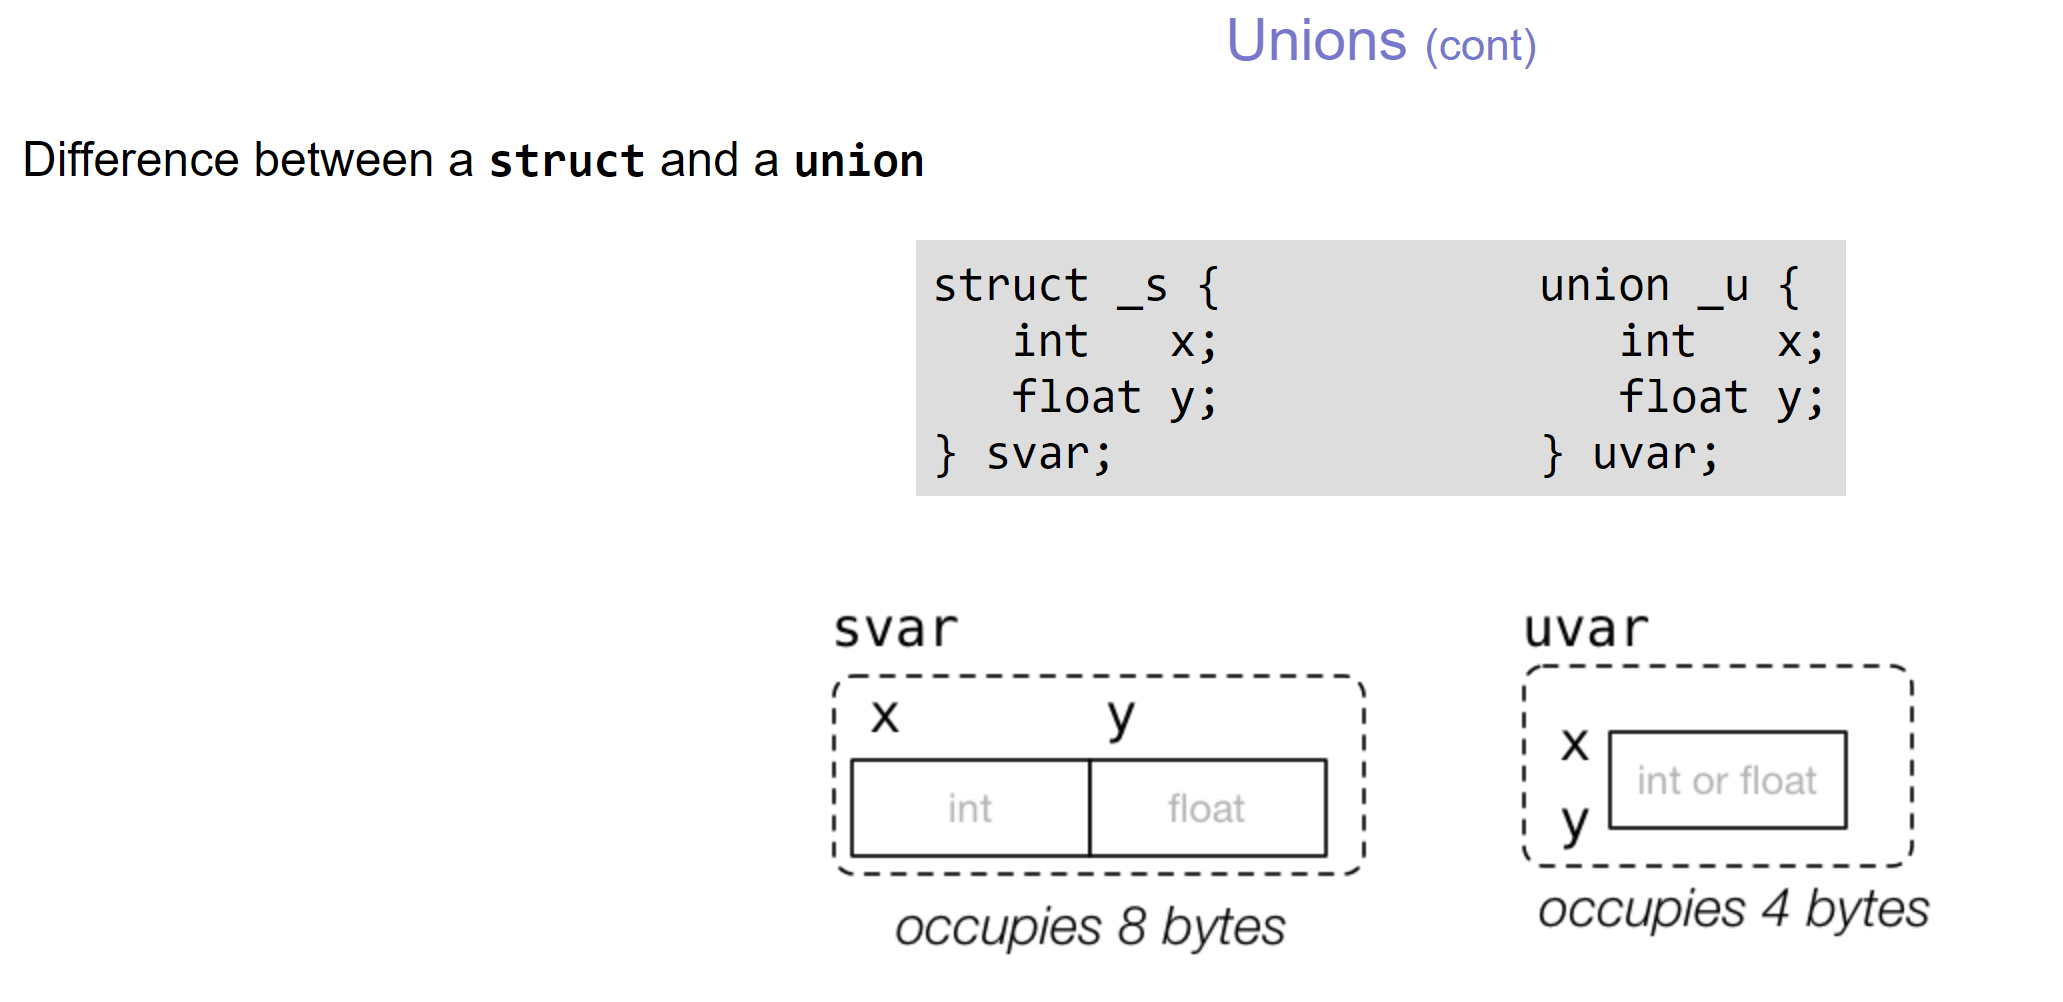 Unions (cont)
Difference between a struct and a union
struct _s {
   int   x;
   float y;
} svar;
union _u {
   int   x;
   float y;
} uvar;
svar
x y
int float
occupies 8 bytes
uvar
x
int or float
y
occupies 4 bytes